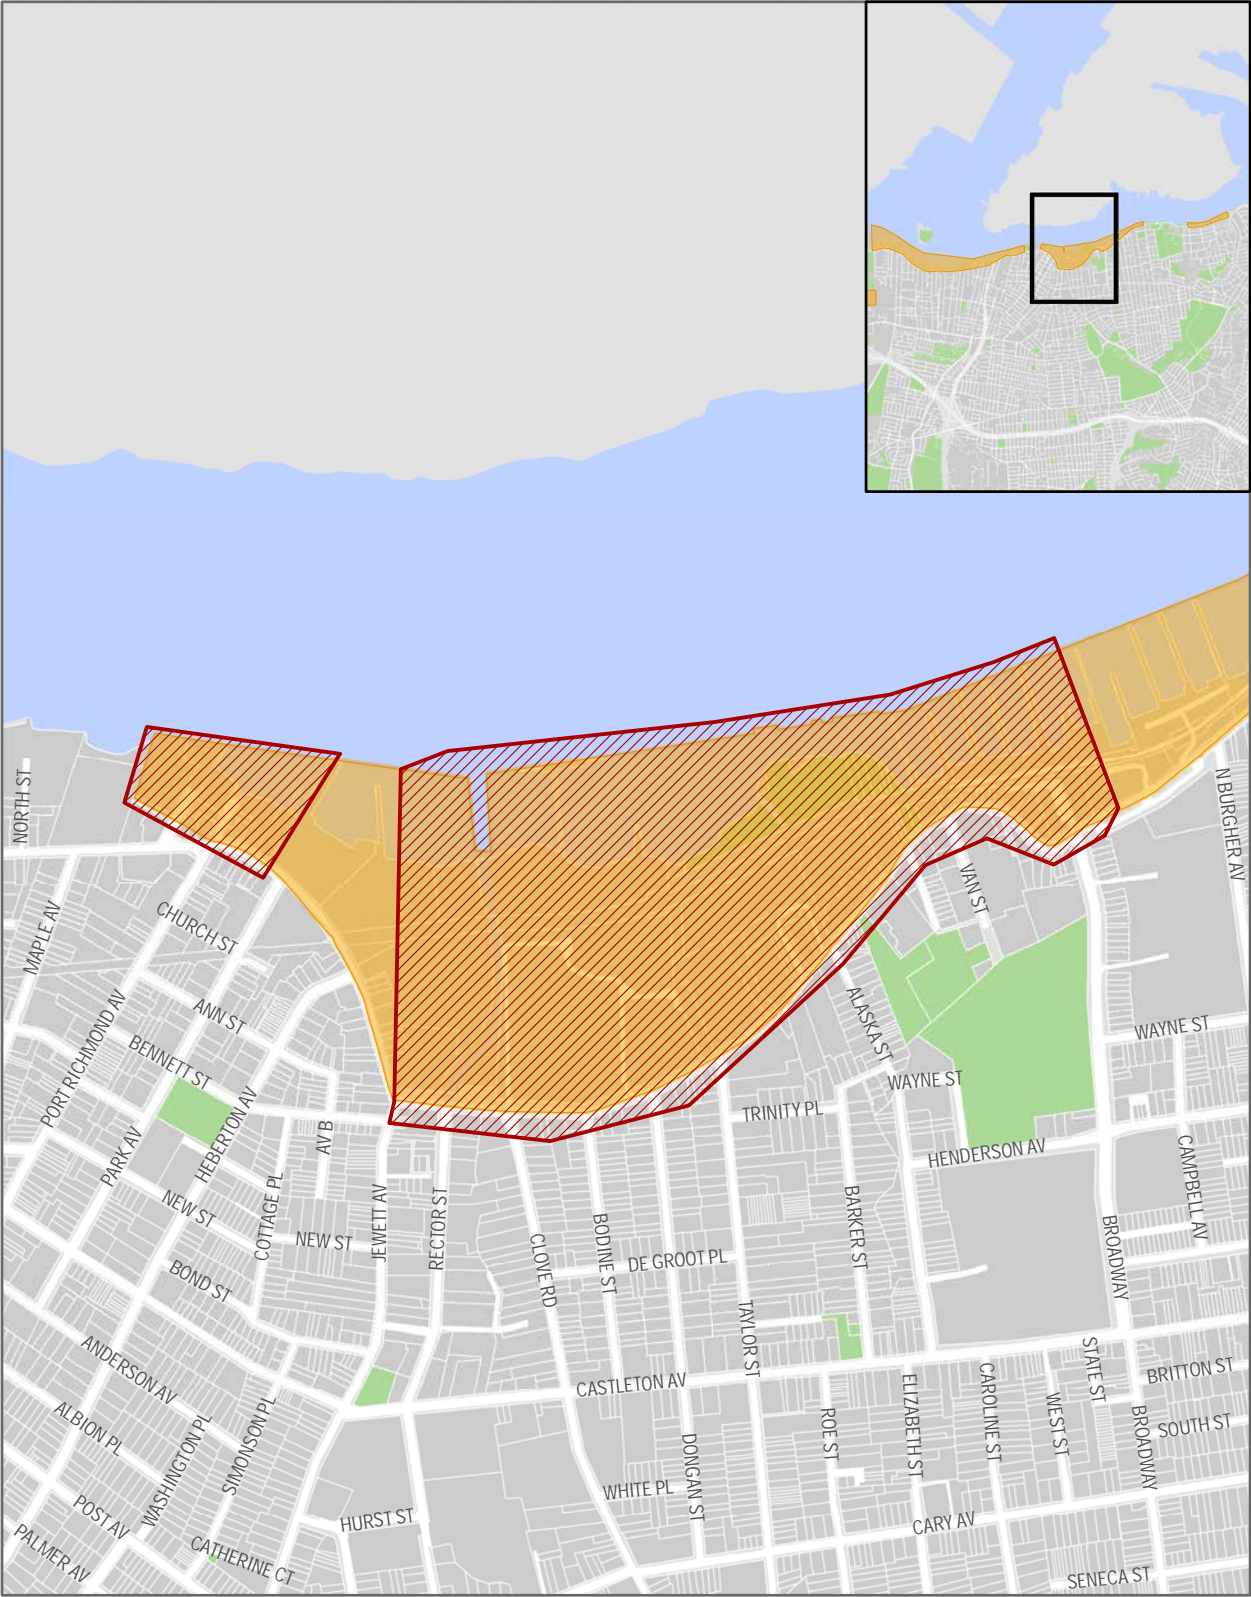 NORTH ST
N BURGHER AV
MAPLE AV
CHURCH ST
VAN ST
PORT RICHMOND AV
ANN ST
ALASKA ST
WAYNE ST
BENNETT ST
WAYNE ST
HEBERTON AV
TRINITY PL
PARK AV
AV B
HENDERSON AV
CAMPBELL AV
NEW ST
COTTAGE PL
NEW ST
JEWETT AV
RECTOR ST
CLOVE RD
BODINE ST
DE GROOT PL
BARKER ST
BROADWAY
BOND ST
TAYLOR ST
ANDERSON AV
CASTLETON AV
STATE ST
BRITTON ST
ALBION PL
WASHINGTON PL
SIMONSON PL
ROE ST
ELIZABETH ST
CAROLINE ST
WEST ST
BROADWAY
SOUTH ST
DONGAN ST
WHITE PL
POST AV
HURST ST
CARY AV
PALMER AV
CATHERINE CT
SENECA ST